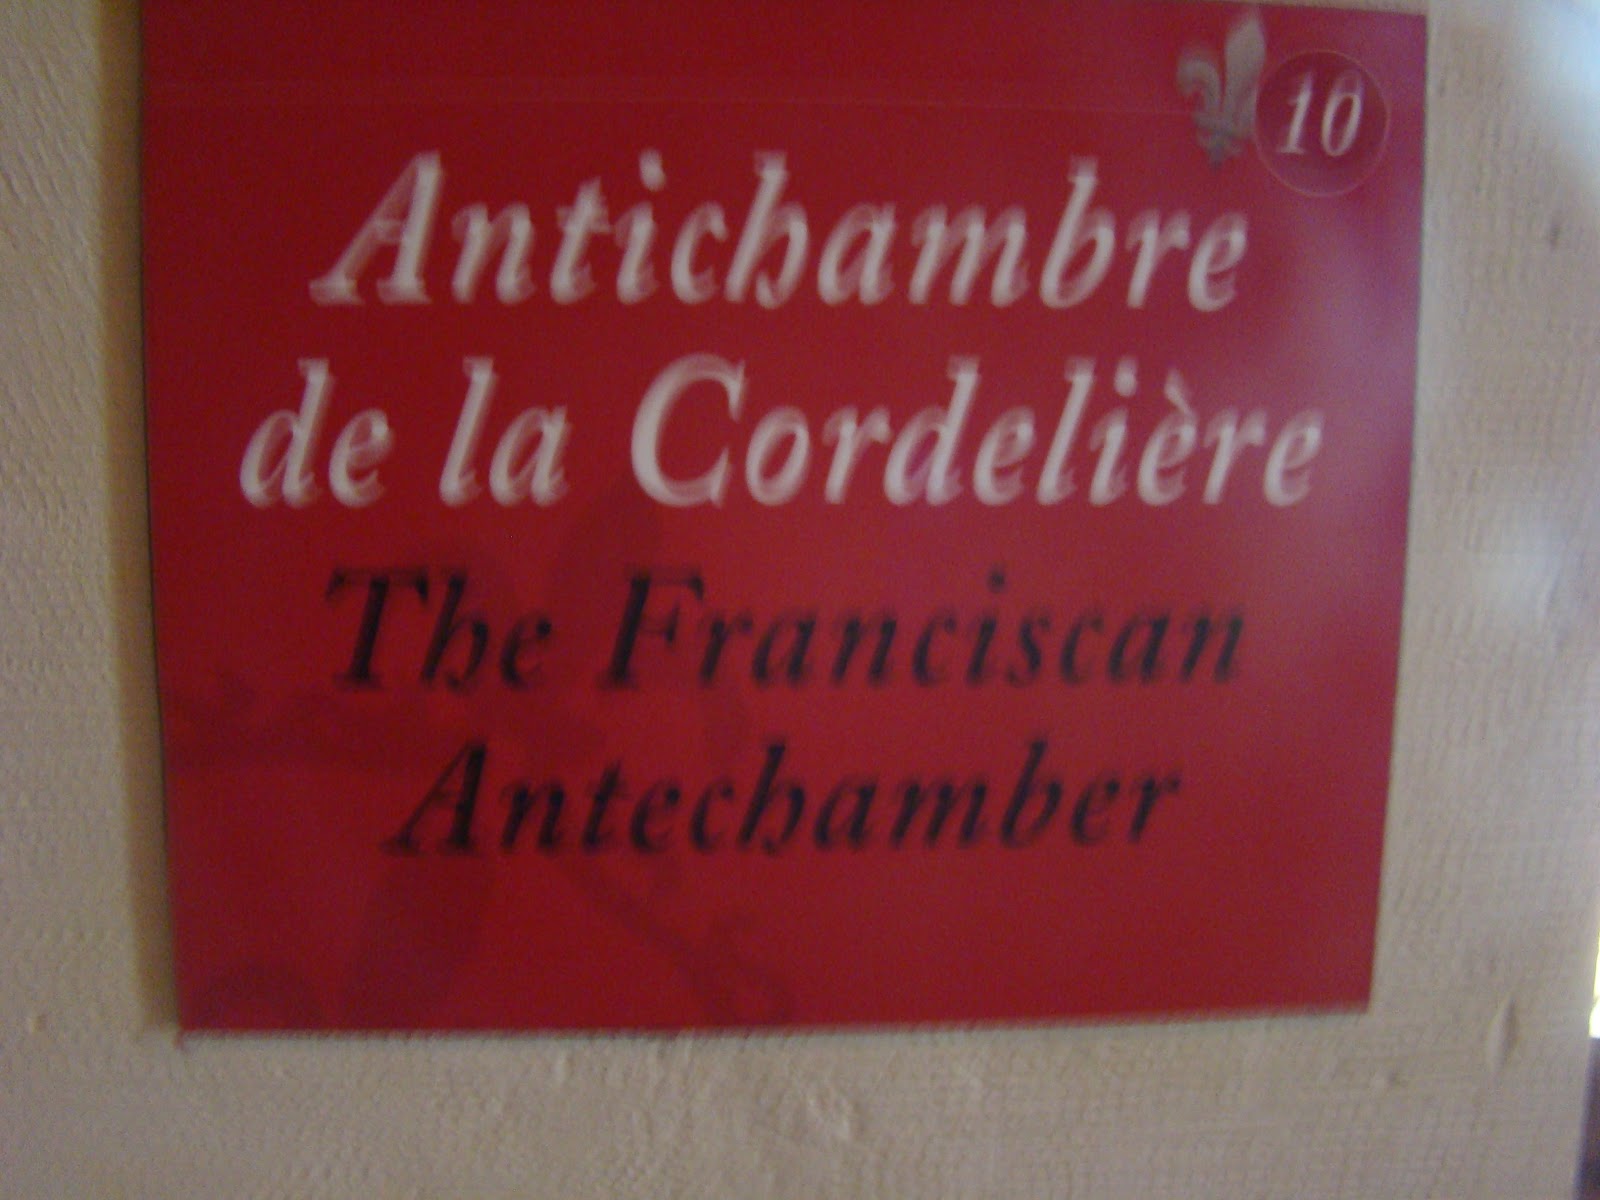 10
Antichambre
de la Cordelière
The Franciscan
Antechamber